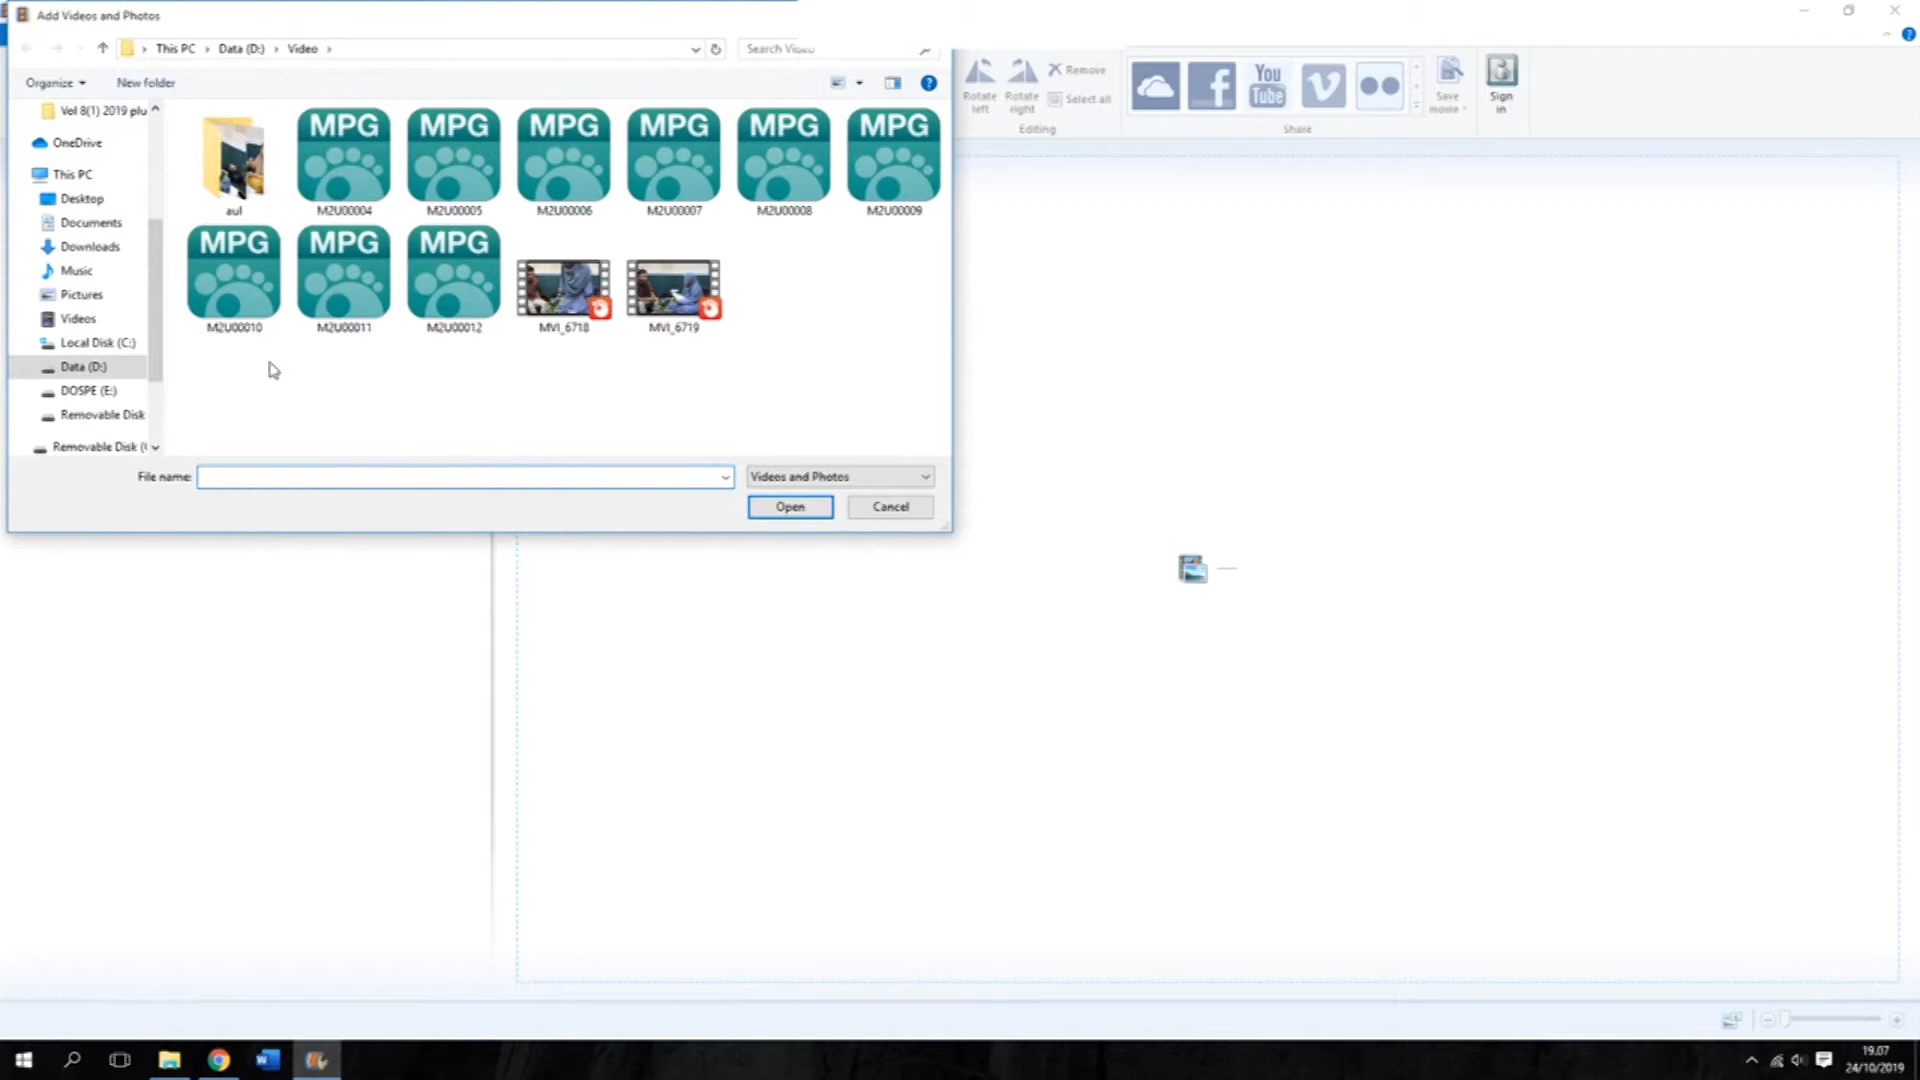 Add Videos and Photos
This PC
Data (D:)
Video
Search Video
Organize
New folder
Rotate left
Rotate right
Remove
Select all
Editing
You Tube
Share
Save movie
Sign in
Vol 8(1) 2019 plu
OneDrive
This PC
Desktop
Documents
Downloads
Music
Pictures
Videos
Local Disk (C:)
Data (D:)
DOSPE (E:)
Removable Disk
Removable Disk (
MPG MPG MPG MPG MPG MPG
aul M2U00004 M2U00005 M2U00006 M2U00007 M2U00008 M2U00009
MPG MPG MPG
M2U00010 M2U00011 M2U00012 MVI_6718 MVI_6719
File name:
Videos and Photos
Open Cancel
19.07
24/10/2019